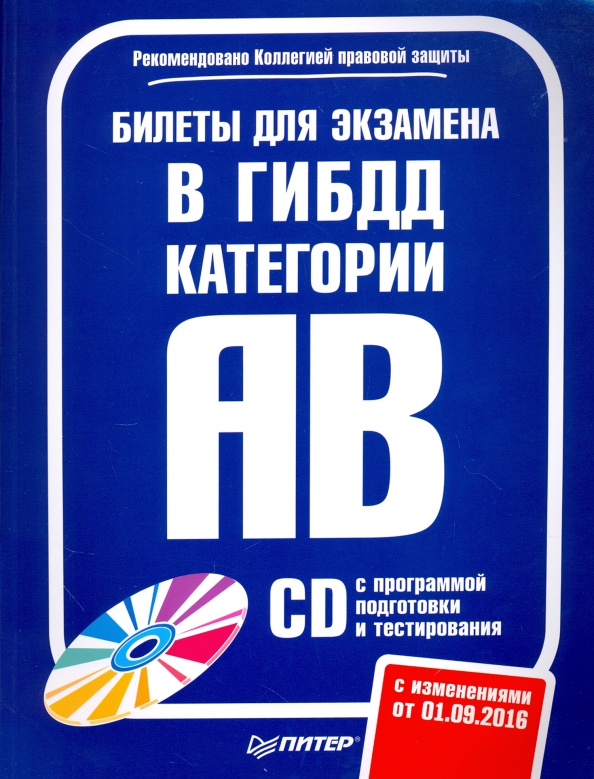 Рекомендовано Коллегией правовой защиты
БИЛЕТЫ ДЛЯ ЭКЗАМЕНА
В ГИБДД
КАТЕГОРИИ
АВ
CD с программой
подготовки
и тестирования
с изменениями
от 01.09.2016
ПИТЕР®